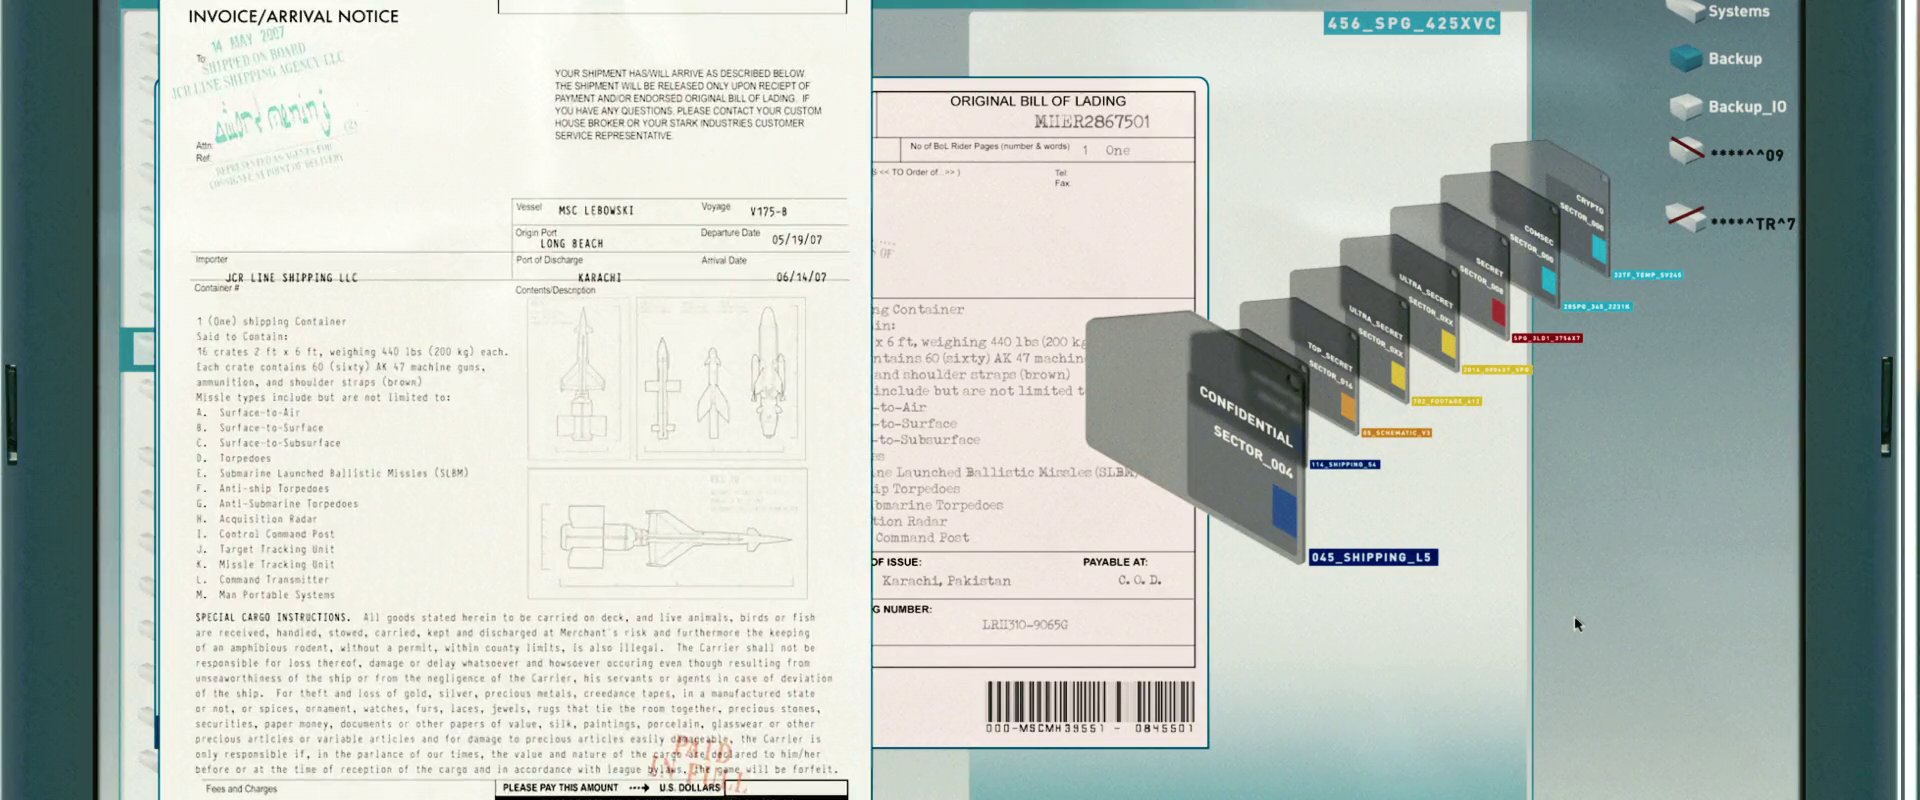 INVOICE/ARRIVAL NOTICE
14 MAY 2007
To:
SHIPPED ON BOARD
JCR LINE SHIPPING AGENCY LLC
Attn:
Ref:
REPRESENTED AS AGENTS FOR
CONSIGNEE AT POINT OF DELIVERY
YOUR SHIPMENT HAS/WILL ARRIVE AS DESCRIBED BELOW.
THE SHIPMENT WILL BE RELEASED ONLY UPON RECIEPT OF
PAYMENT AND/OR ENDORSED ORIGINAL BILL OF LADING. IF
YOU HAVE ANY QUESTIONS, PLEASE CONTACT YOUR CUSTOM
HOUSE BROKER OR YOUR STARK INDUSTRIES CUSTOMER
SERVICE REPRESENTATIVE.
Vessel MSC LEBOWSKI Voyage V175-B
Origin Port LONG BEACH Departure Date 05/19/07
Importer JCR LINE SHIPPING LLC
Port of Discharge KARACHI Arrival Date 06/14/07
Container #
Contents/Description
1 (One) shipping Container
Said to Contain:
16 crates 2 ft x 6 ft, weighing 440 lbs (200 kg) each.
Each crate contains 60 (sixty) AK 47 machine guns,
ammunition, and shoulder straps (brown)
Missle types include but are not limited to:
A. Surface-to-Air
B. Surface-to-Surface
C. Surface-to-Subsurface
D. Torpedoes
E. Submarine Launched Ballistic Missles (SLBM)
F. Anti-ship Torpedoes
G. Anti-Submarine Torpedoes
H. Acquisition Radar
I. Control Command Post
J. Target Tracking Unit
K. Missle Tracking Unit
L. Command Transmitter
M. Man Portable Systems
SPECIAL CARGO INSTRUCTIONS. All goods stated herein to be carried on deck, and live animals, birds or fish
are received, handled, stowed, carried, kept and discharged at Merchant's risk and furthermore the keeping
of an amphibious rodent, without a permit, within county limits, is also illegal. The Carrier shall not be
responsible for loss thereof, damage or delay whatsoever and howsoever occuring even though resulting from
unseaworthiness of the ship or from the negligence of the Carrier, his servants or agents in case of deviation
of the ship. For theft and loss of gold, silver, precious metals, creedance tapes, in a manufactured state
or not, or spices, ornament, watches, furs, laces, jewels, rugs that tie the room together, precious stones,
securities, paper money, documents or other papers of value, silk, paintings, porcelain, glasswear or other
precious articles or variable articles and for damage to precious articles easily damageable, the Carrier is
only responsible if, in the parlance of our times, the value and nature of the cargo are declared to him/her
before or at the time of reception of the cargo and in accordance with league bylaws, the game will be forfeit.
PAID
IN FULL
Fees and Charges
PLEASE PAY THIS AMOUNT U.S. DOLLARS
ORIGINAL BILL OF LADING
MHER2867501
No of BoL Rider Pages (number & words) 1 One
<< TO Order of.. >> )
Tel:
Fax:
OF
ng Container
in:
x 6 ft, weighing 440 lbs (200 kg
ntains 60 (sixty) AK 47 machine
and shoulder straps (brown)
include but are not limited t
-to-Air
-to-Surface
-to-Subsurface
es
ne Launched Ballistic Missles (SLBM)
ip Torpedoes
bmarine Torpedoes
tion Radar
Command Post
OF ISSUE:
PAYABLE AT:
Karachi, Pakistan
C. O. D.
G NUMBER:
LRH310-9065G
000-MSCMH39551 - 0845501
456_SPG_425XVC
CRYPTO
SECTOR_000
COMSEC
SECTOR_000
SECRET
SECTOR_008
ULTRA_SECRET
SECTOR_0XX
ULTRA_SECRET
SECTOR_0XX
TOP_SECRET
SECTOR_016
CONFIDENTIAL
SECTOR_004
045_SHIPPING_L5
114_SHIPPING_S4
05_SCHEMATIC_V3
702_FOOTAGE_412
Systems
Backup
Backup_IO
*****^^09
*****^TR^7